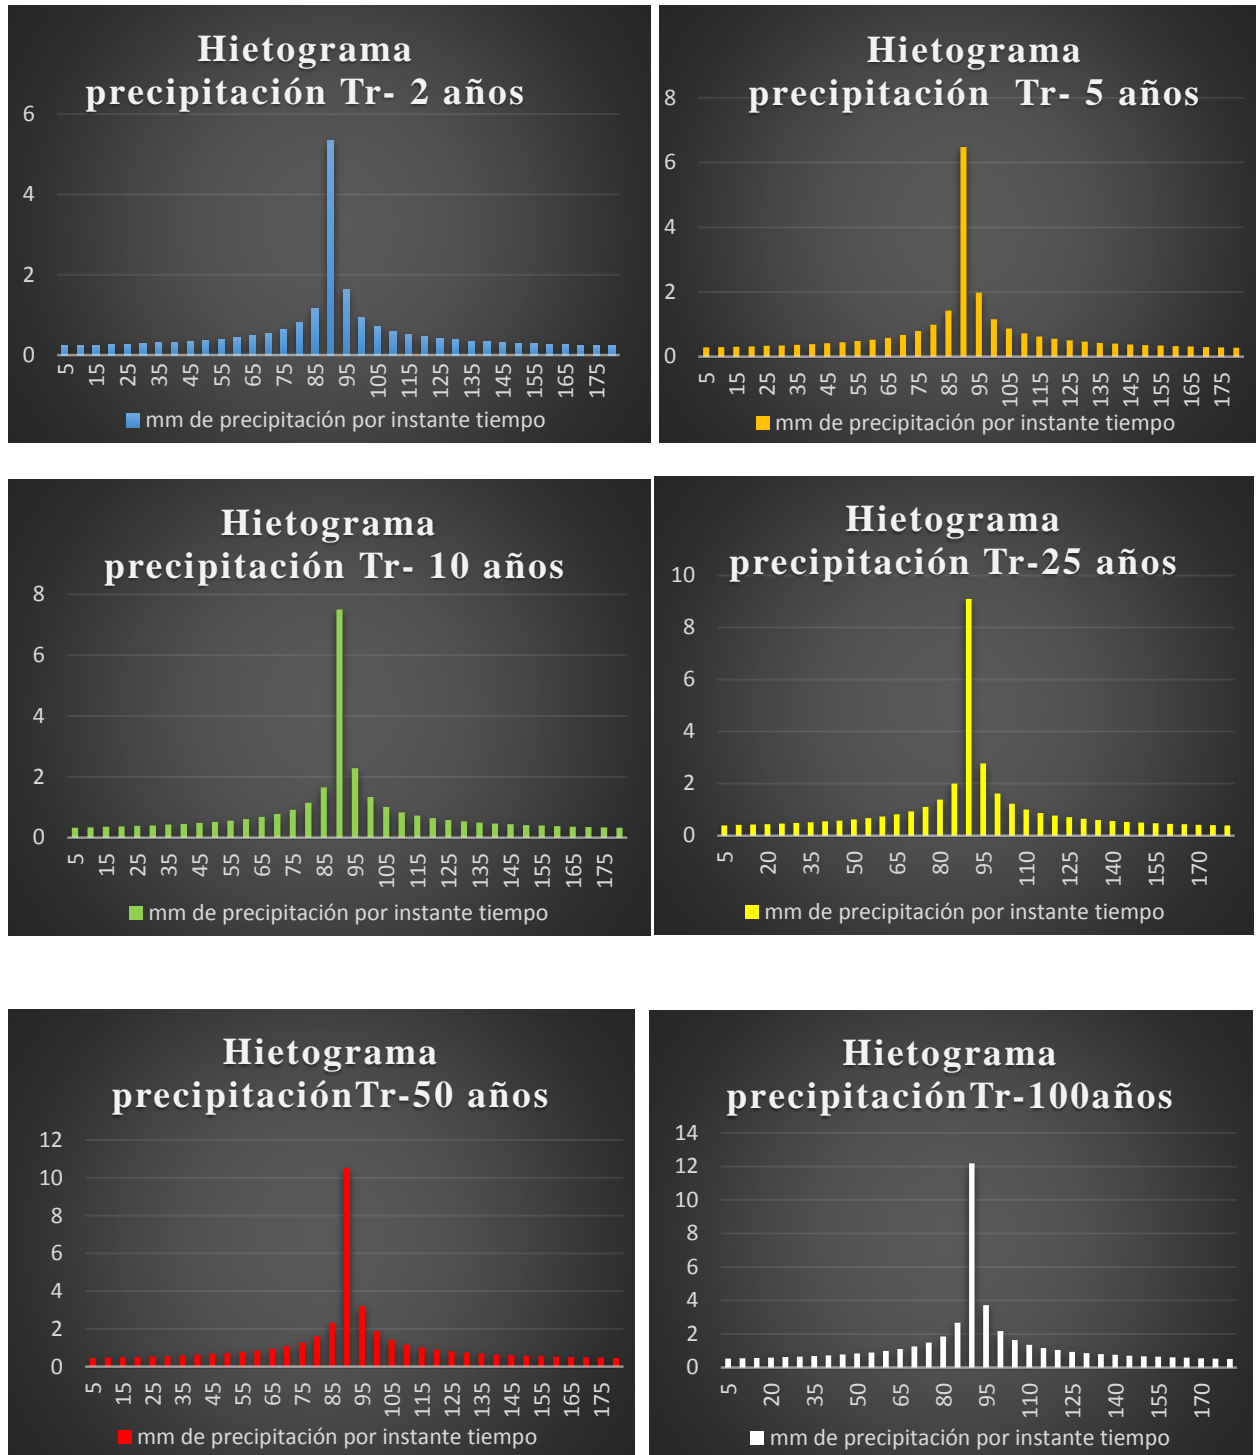 Hietograma
precipitación Tr- 2 años
6
4
2
0
5 15 25 35 45 55 65 75 85 95 105 115 125 135 145 155 165 175
mm de precipitación por instante tiempo
Hietograma
precipitación Tr- 5 años
8
6
4
2
0
5 15 25 35 45 55 65 75 85 95 105 115 125 135 145 155 165 175
mm de precipitación por instante tiempo
Hietograma
precipitación Tr- 10 años
8
6
4
2
0
5 15 25 35 45 55 65 75 85 95 105 115 125 135 145 155 165 175
mm de precipitación por instante tiempo
Hietograma
precipitación Tr-25 años
10
8
6
4
2
0
5 20 35 50 65 80 95 110 125 140 155 170
mm de precipitación por instante tiempo
Hietograma
precipitaciónTr-50 años
12
10
8
6
4
2
0
5 15 25 35 45 55 65 75 85 95 105 115 125 135 145 155 165 175
mm de precipitación por instante tiempo
Hietograma
precipitaciónTr-100años
14
12
10
8
6
4
2
0
5 20 35 50 65 80 95 110 125 140 155 170
mm de precipitación por instante tiempo